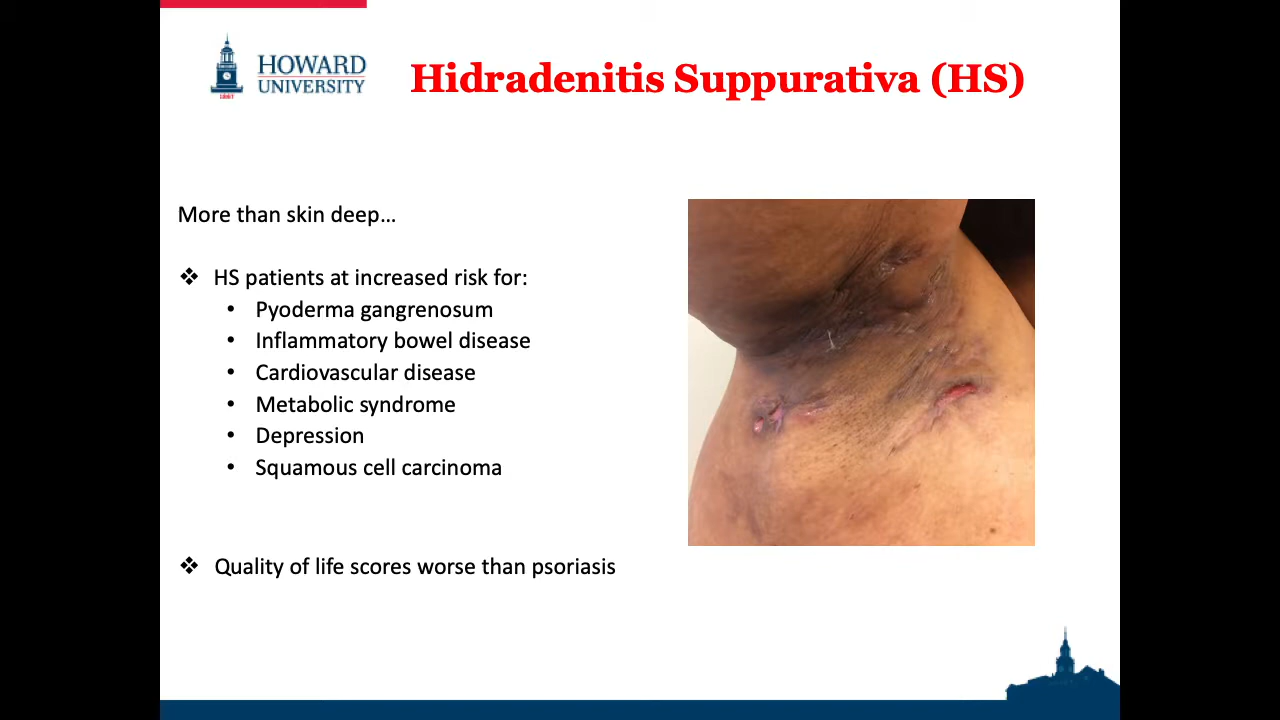 HOWARD
UNIVERSITY
Hidradenitis Suppurativa (HS)
More than skin deep…
❖ HS patients at increased risk for:
• Pyoderma gangrenosum
• Inflammatory bowel disease
• Cardiovascular disease
• Metabolic syndrome
• Depression
• Squamous cell carcinoma
❖ Quality of life scores worse than psoriasis